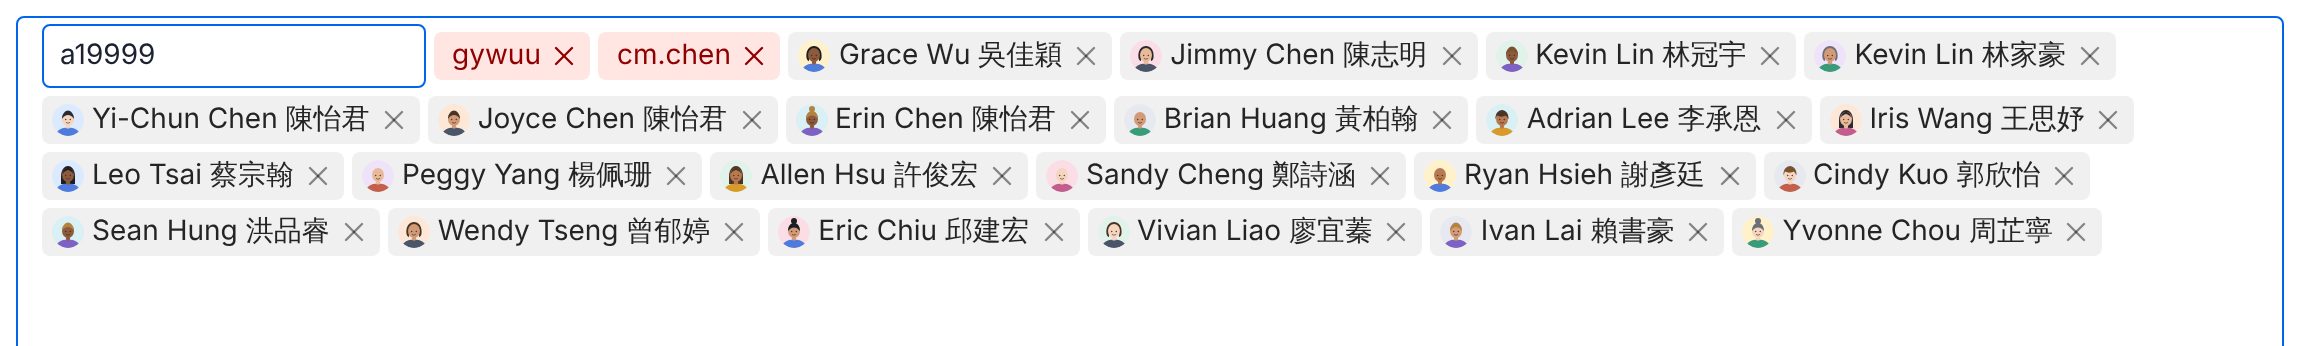 a19999 gywuu cm.chen Grace Wu 吳佳穎 Jimmy Chen 陳志明 Kevin Lin 林冠宇 Kevin Lin 林家豪
Yi-Chun Chen 陳怡君 Joyce Chen 陳怡君 Erin Chen 陳怡君 Brian Huang 黃柏翰 Adrian Lee 李承恩 Iris Wang 王思妤
Leo Tsai 蔡宗翰 Peggy Yang 楊佩珊 Allen Hsu 許俊宏 Sandy Cheng 鄭詩涵 Ryan Hsieh 謝彥廷 Cindy Kuo 郭欣怡
Sean Hung 洪品睿 Wendy Tseng 曾郁婷 Eric Chiu 邱建宏 Vivian Liao 廖宜蓁 Ivan Lai 賴書豪 Yvonne Chou 周芷寧